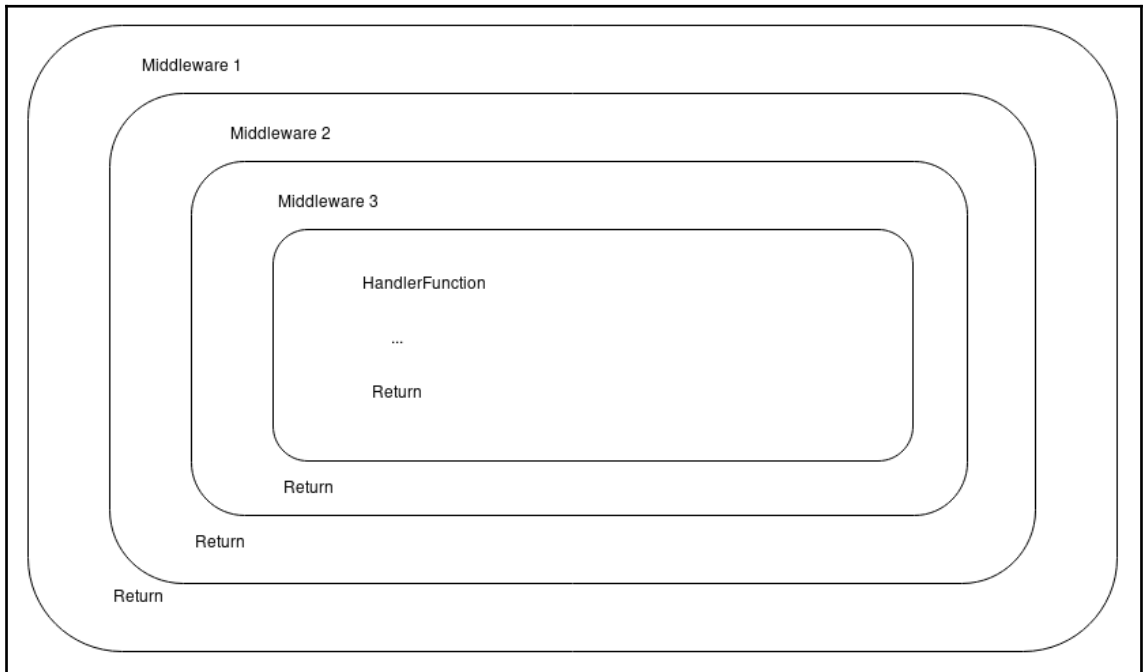 Middleware 1
Middleware 2
Middleware 3
HandlerFunction
...
Return
Return
Return
Return